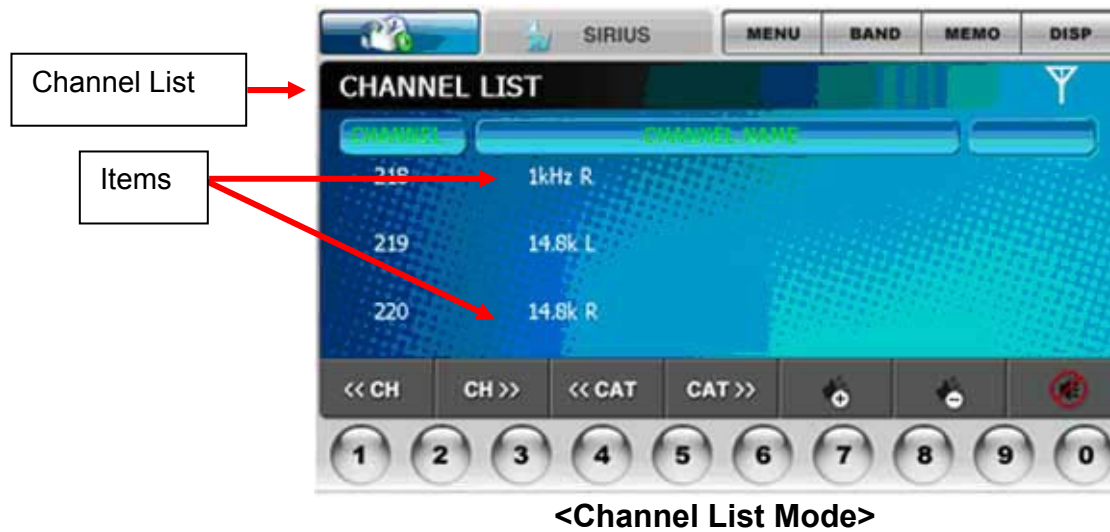 SIRIUS MENU BAND MEMO DISP
Channel List
CHANNEL LIST
CHANNEL CHANNEL NAME
Items
218 1kHz R
219 14.8k L
220 14.8k R
<< CH CH >> << CAT CAT >>
1 2 3 4 5 6 7 8 9 0
<Channel List Mode>